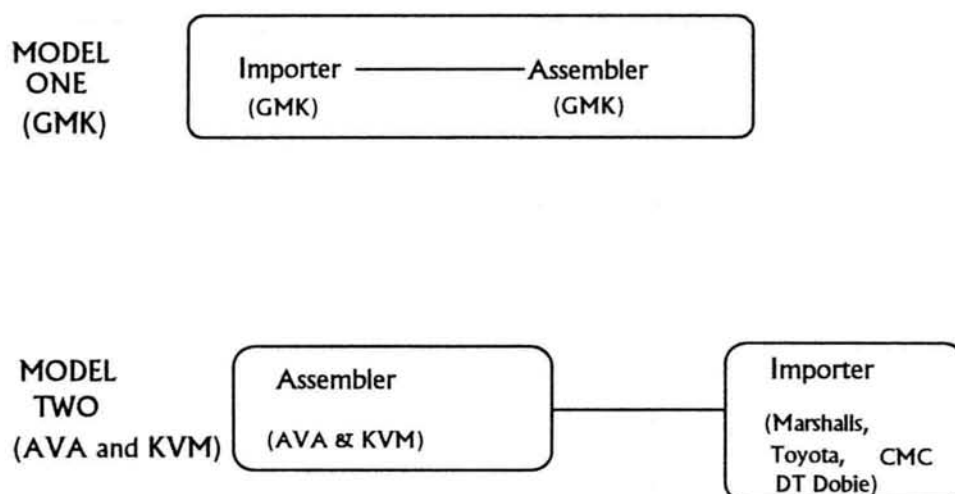 MODEL
ONE
(GMK)
Importer Assembler
(GMK) (GMK)
MODEL
TWO
(AVA and KVM)
Assembler
(AVA & KVM)
Importer
(Marshalls,
Toyota, CMC
DT Dobie)